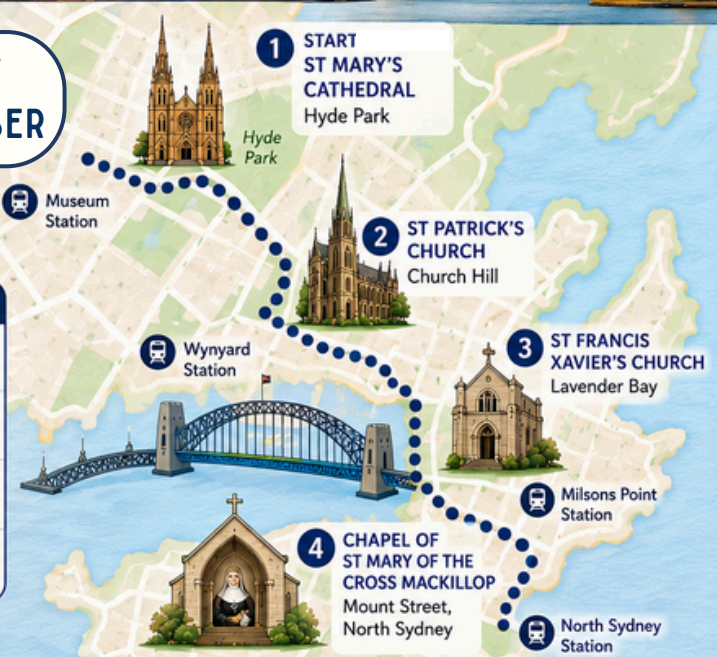 1
START
ST MARY'S
CATHEDRAL
Hyde Park
Hyde
Park
Museum
Station
2
ST PATRICK'S
CHURCH
Church Hill
Wynyard
Station
3
ST FRANCIS
XAVIER'S CHURCH
Lavender Bay
Milsons Point
Station
4
CHAPEL OF
ST MARY OF THE
CROSS MACKILLOP
Mount Street,
North Sydney
North Sydney
Station